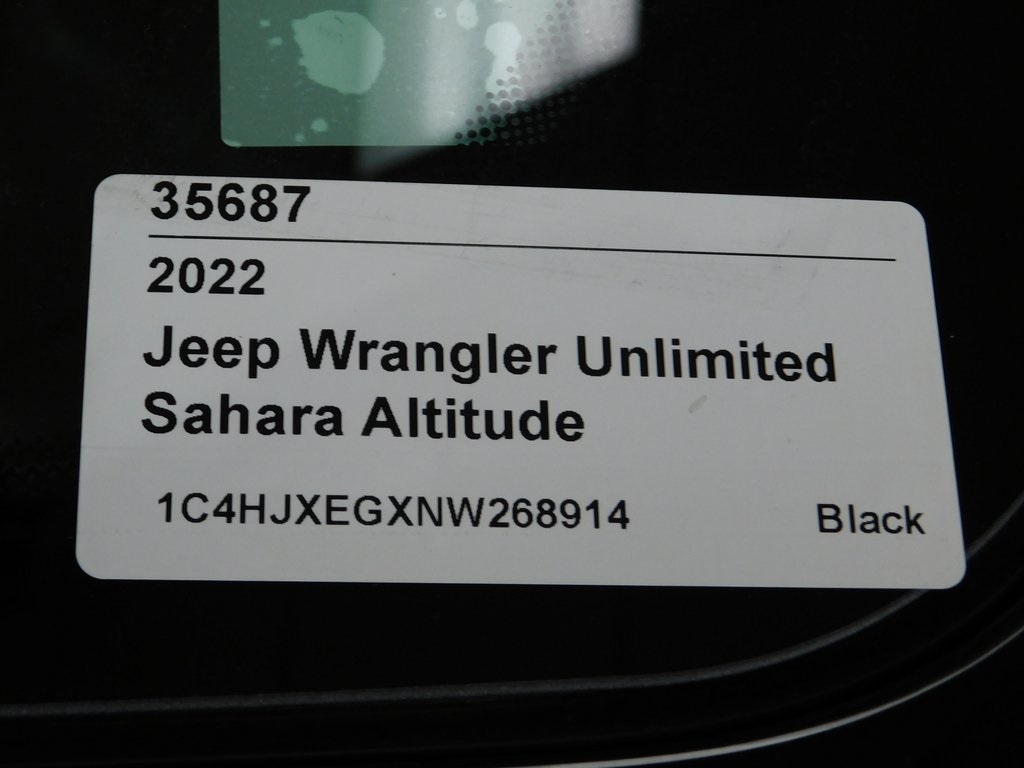 35687
2022
Jeep Wrangler Unlimited
Sahara Altitude
1C4HJXEGXNW268914 Black